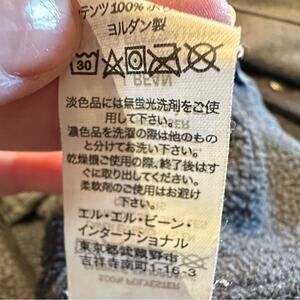 テンツ 100% ポリ
ヨルダン製
30
BEAN
淡色品には無蛍光洗剤をご使
用して下さい。
濃色品を洗濯の際は他のもの
と分けてお洗い下さい。
乾燥機ご使用の際、終了後はす
ぐに取り出してください。
柔軟剤のご使用はお避け
下さい。
エル・エル・ビーン・
インターナショナル
東京都武蔵野市
吉祥寺南町1-16-3
100% POLYESTER